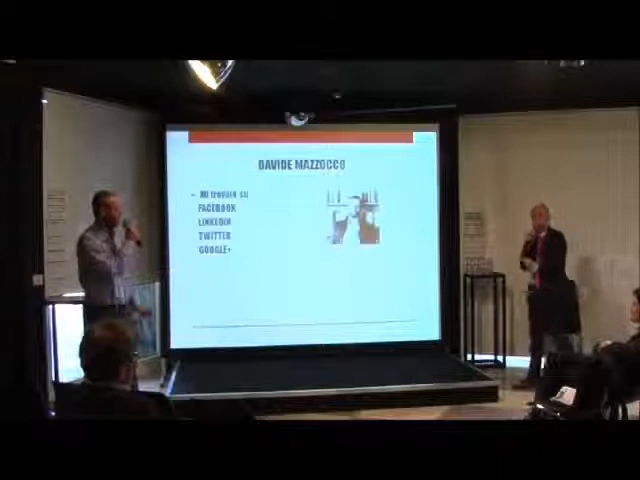 DAVIDE MAZZOCCO
• Mi trovate su
FACEBOOK
LINKEDIN
TWITTER
GOOGLE+